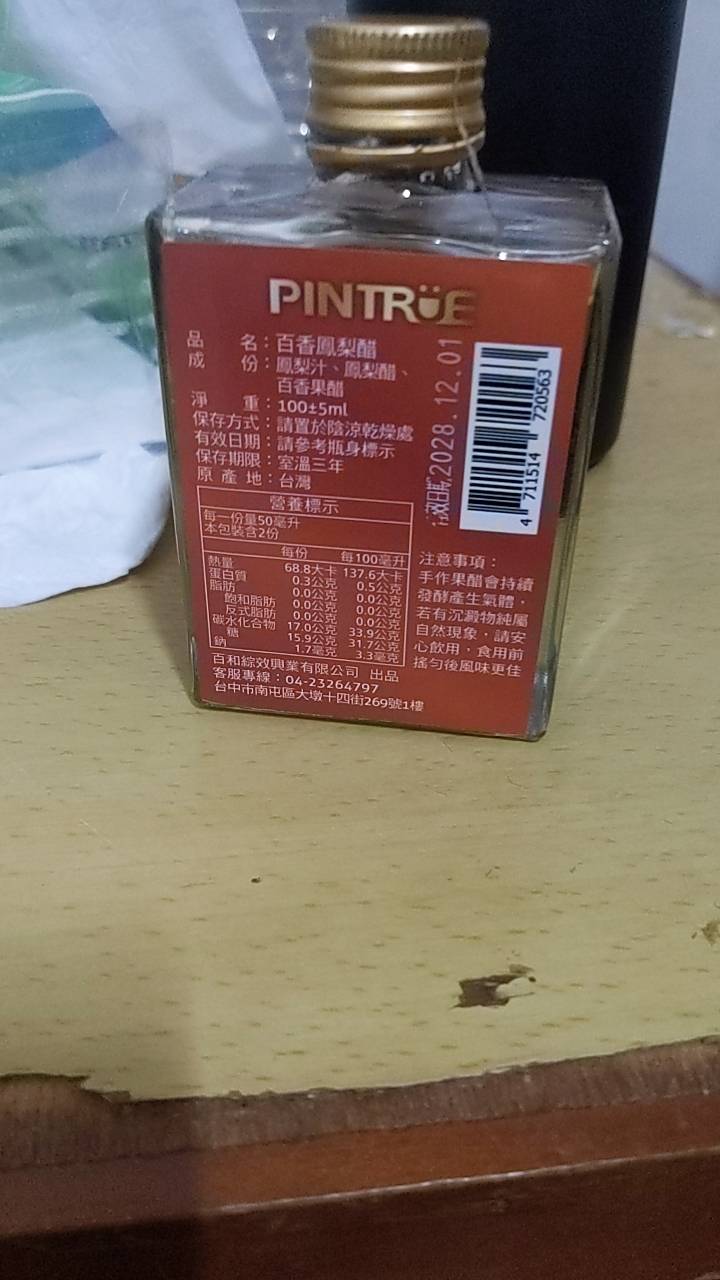 PINTRUE
品名：百香鳳梨醋
成份：鳳梨汁、鳳梨醋、
百香果醋
淨重：100±5ml
保存方式：請置於陰涼乾燥處
有效日期：請參考瓶身標示
保存期限：室溫三年
原產地：台灣
有效日期:2028.12.01
4 711514 720563
營養標示
每一份量50毫升
本包裝含2份
每份 每100毫升
熱量 68.8大卡 137.6大卡
蛋白質 0.3公克 0.5公克
脂肪 0.0公克 0.0公克
飽和脂肪 0.0公克 0.0公克
反式脂肪 0.0公克 0.0公克
碳水化合物 17.0公克 33.9公克
糖 15.9公克 31.7公克
鈉 1.7毫克 3.3毫克
注意事項：
手作果醋會持續
發酵產生氣體，
若有沉澱物純屬
自然現象，請安
心飲用，食用前
搖勻後風味更佳
百和綜效興業有限公司 出品
客服專線：04-23264797
台中市南屯區大墩十四街269號1樓